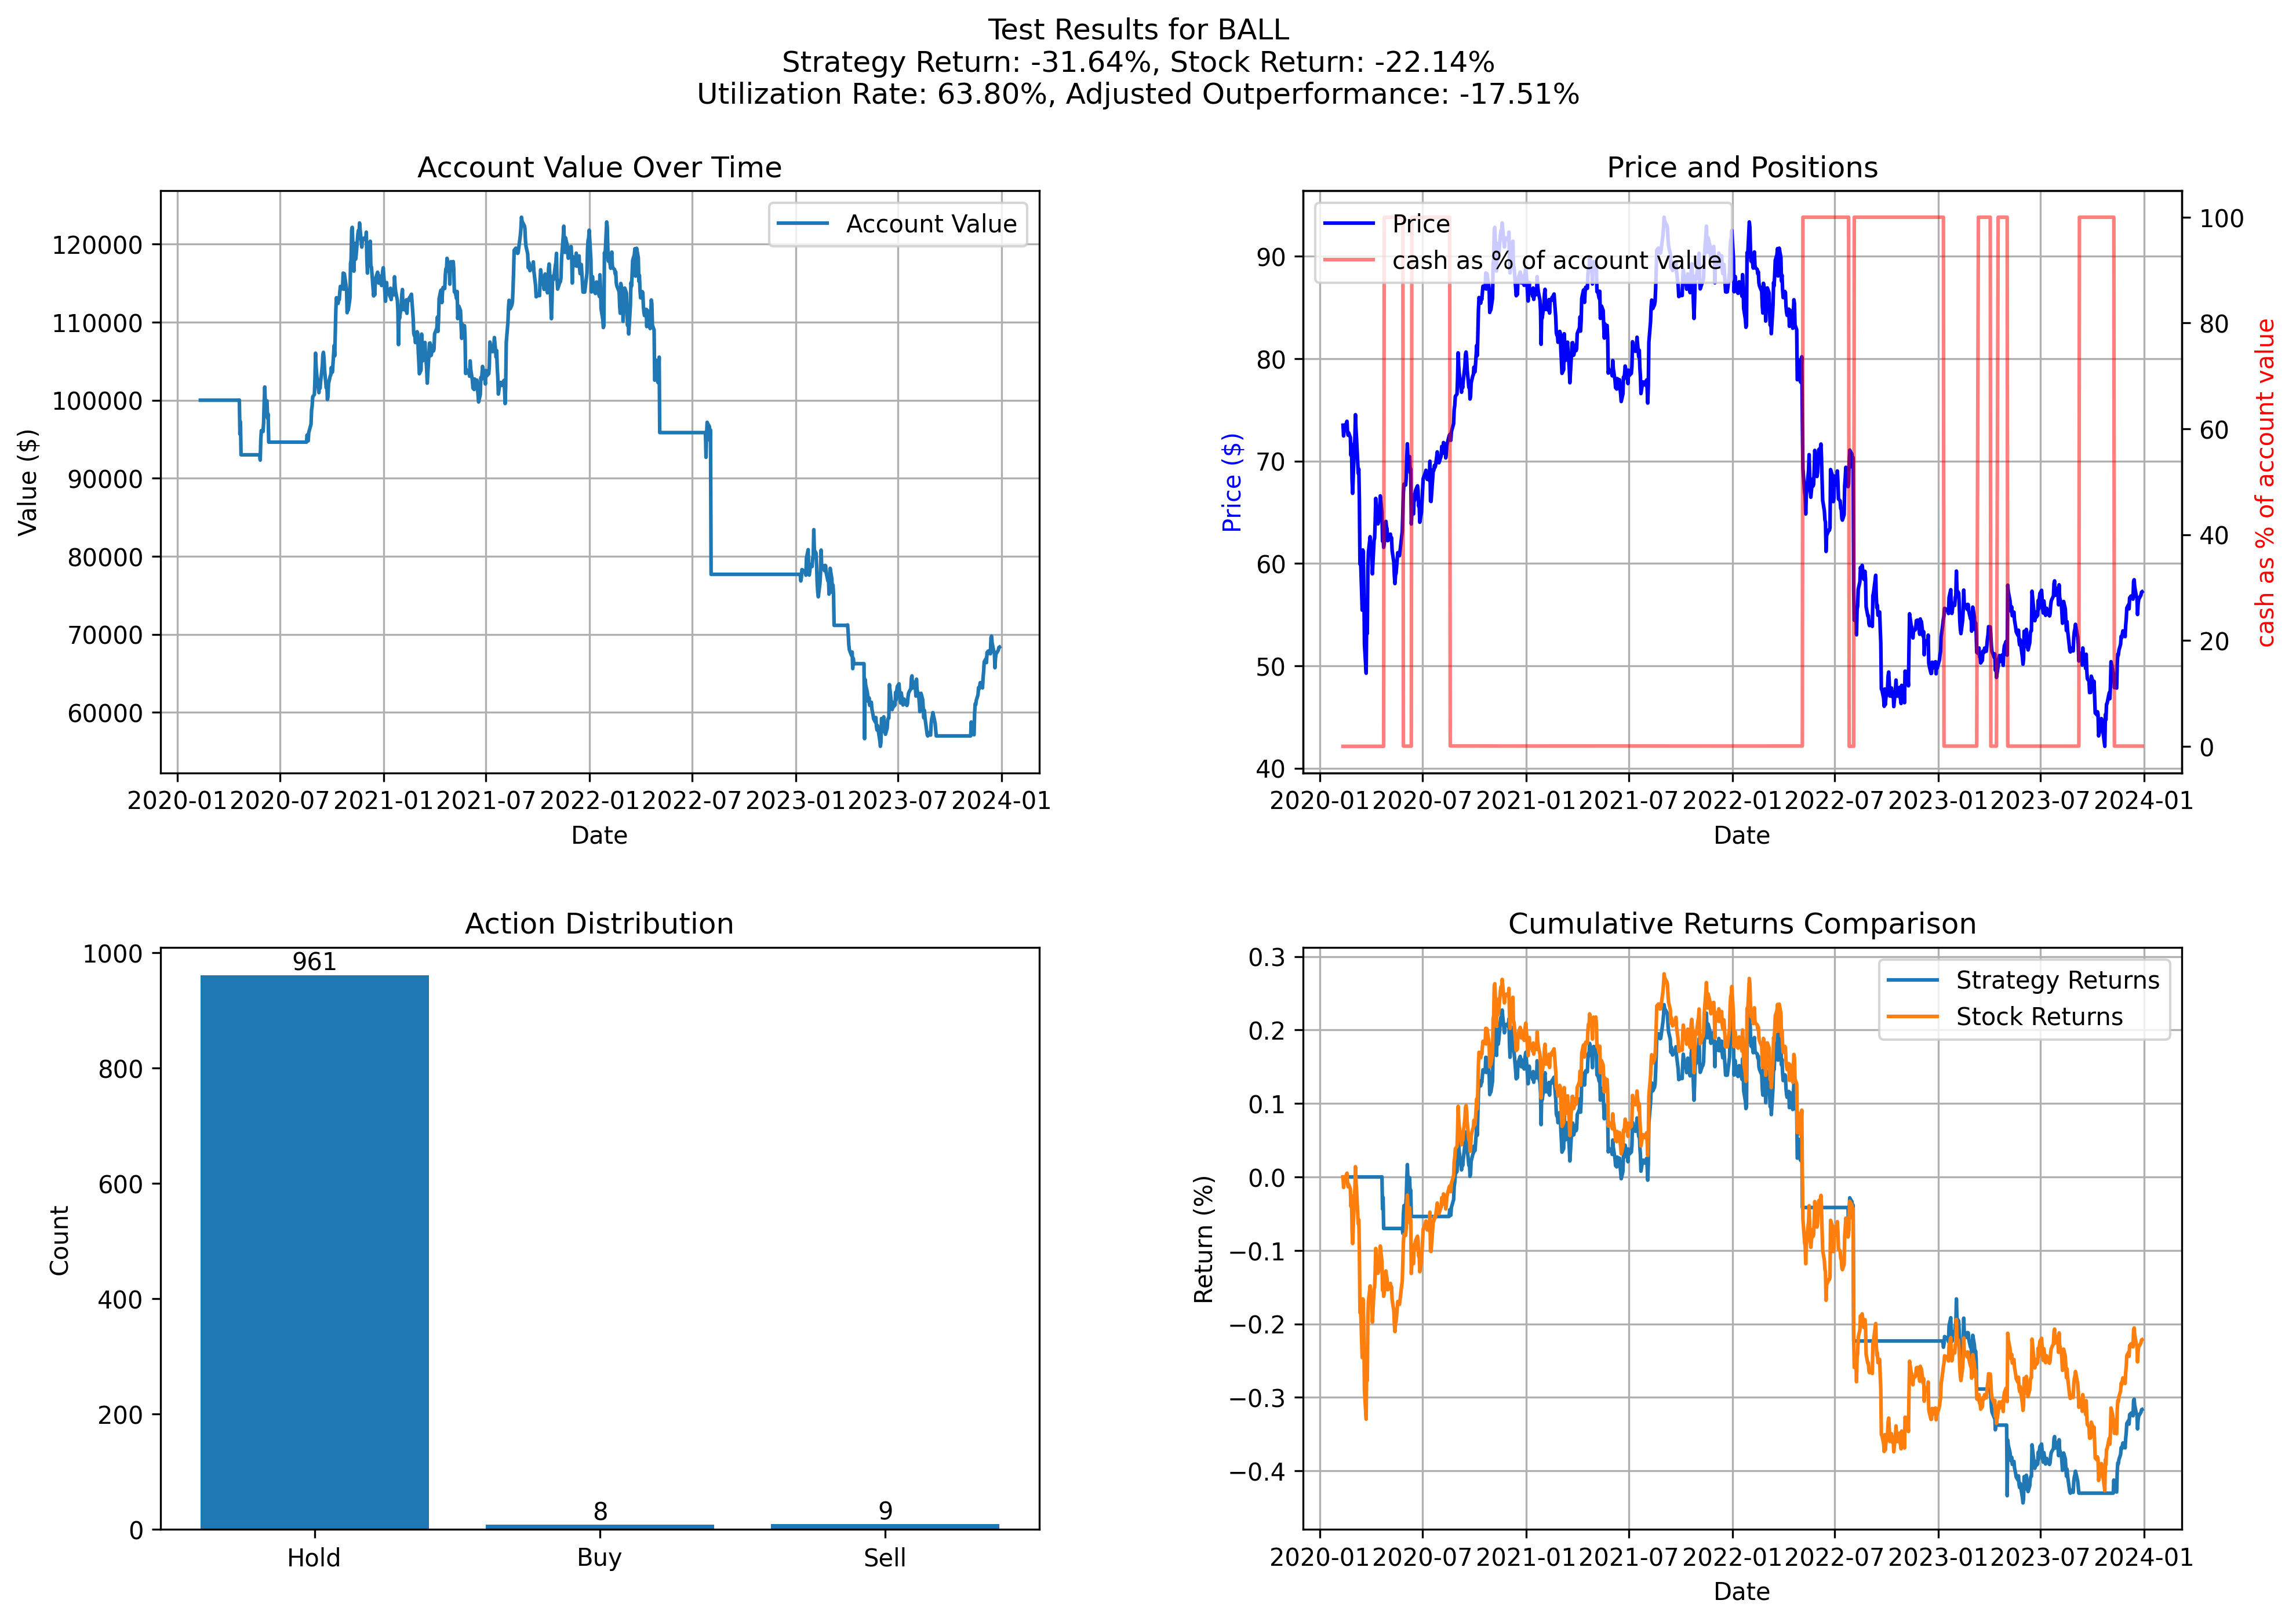 Test Results for BALL
Strategy Return: -31.64%, Stock Return: -22.14%
Utilization Rate: 63.80%, Adjusted Outperformance: -17.51%
Account Value Over Time
Account Value
120000
110000
100000
90000
80000
70000
60000
Value ($)
2020-01 2020-07 2021-01 2021-07 2022-01 2022-07 2023-01 2023-07 2024-01
Date
Price and Positions
Price
cash as % of account value
90
80
70
60
50
40
Price ($)
100
80
60
40
20
0
cash as % of account value
2020-01 2020-07 2021-01 2021-07 2022-01 2022-07 2023-01 2023-07 2024-01
Date
Action Distribution
1000
800
600
400
200
0
Count
961
8
9
Hold Buy Sell
Cumulative Returns Comparison
Strategy Returns
Stock Returns
0.3
0.2
0.1
0.0
−0.1
−0.2
−0.3
−0.4
Return (%)
2020-01 2020-07 2021-01 2021-07 2022-01 2022-07 2023-01 2023-07 2024-01
Date